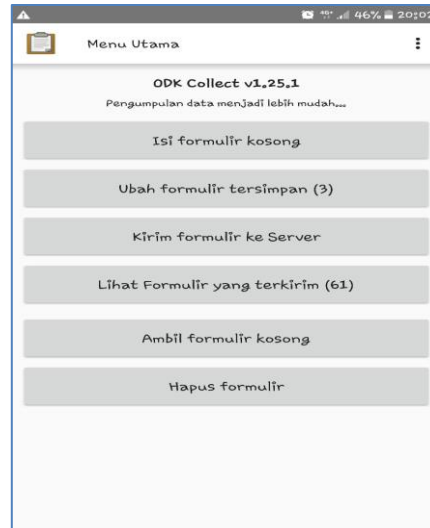 46% 20:02
Menu Utama
ODK Collect v1.25.1
Pengumpulan data menjadi lebih mudah...
Isi formulir kosong
Ubah formulir tersimpan (3)
Kirim formulir ke Server
Lihat Formulir yang terkirim (61)
Ambil formulir kosong
Hapus formulir